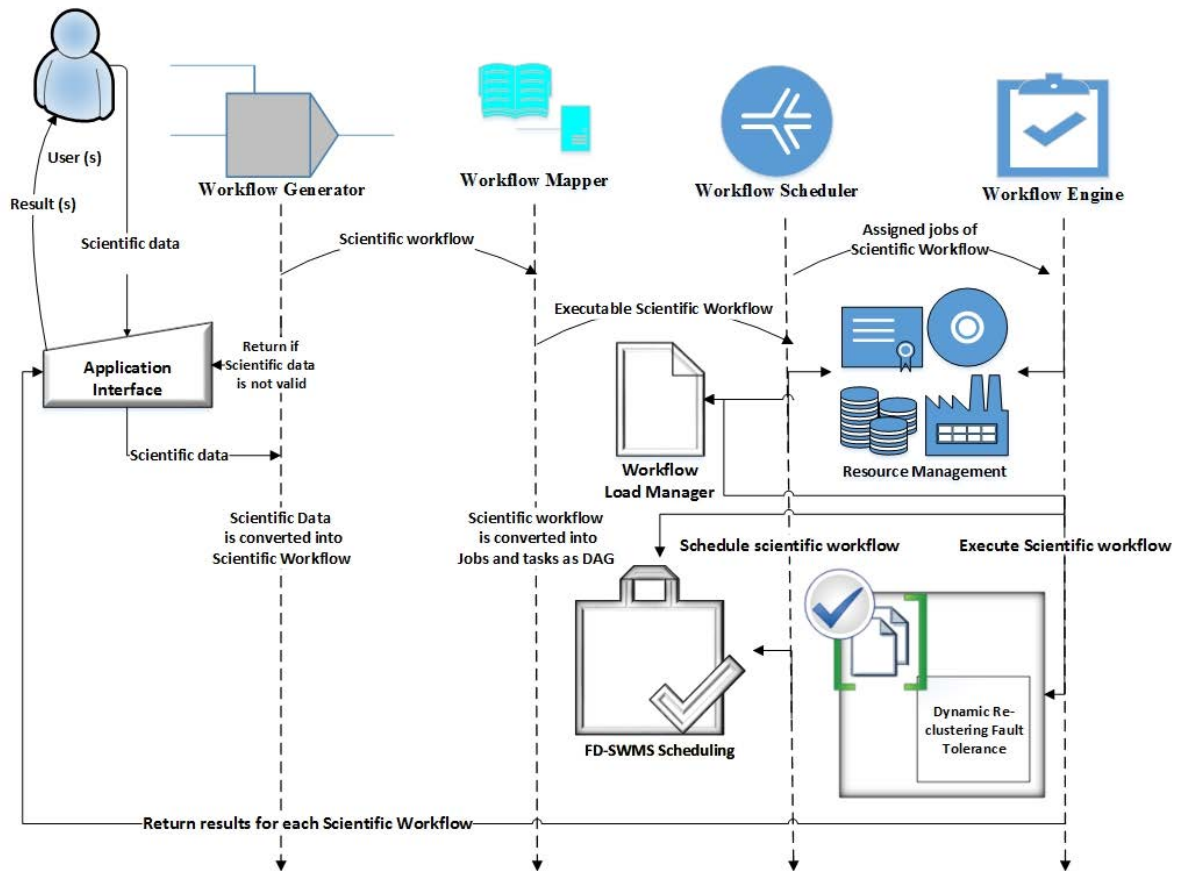 User (s)
Result (s)
Workflow Generator
Workflow Mapper
Workflow Scheduler
Workflow Engine
Scientific data
Scientific workflow
Assigned jobs of
Scientific Workflow
Executable Scientific Workflow
Application
Interface
Return if
Scientific data
is not valid
Scientific data
Workflow
Load Manager
Resource Management
Scientific Data
is converted into
Scientific Workflow
Scientific workflow
is converted into
Jobs and tasks as DAG
Schedule scientific workflow
Execute Scientific workflow
Dynamic Re-
clustering Fault
Tolerance
FD-SWMS Scheduling
Return results for each Scientific Workflow